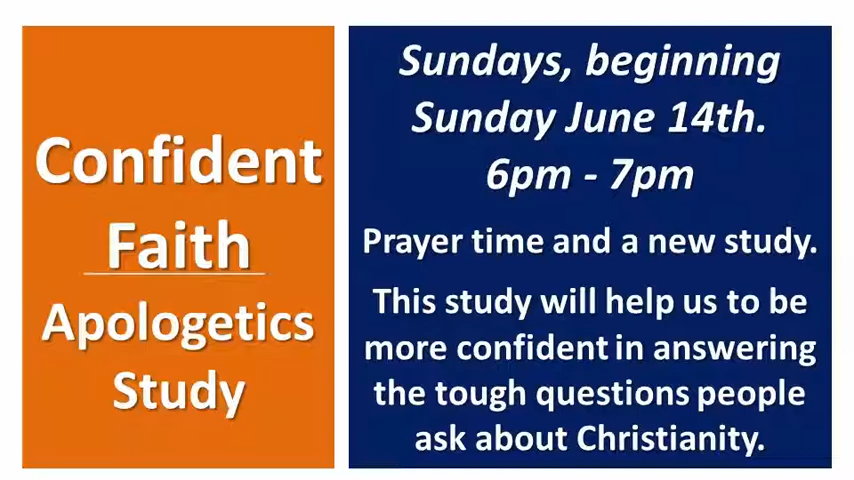 Confident
Faith
Apologetics
Study
Sundays, beginning
Sunday June 14th.
6pm - 7pm
Prayer time and a new study.
This study will help us to be
more confident in answering
the tough questions people
ask about Christianity.